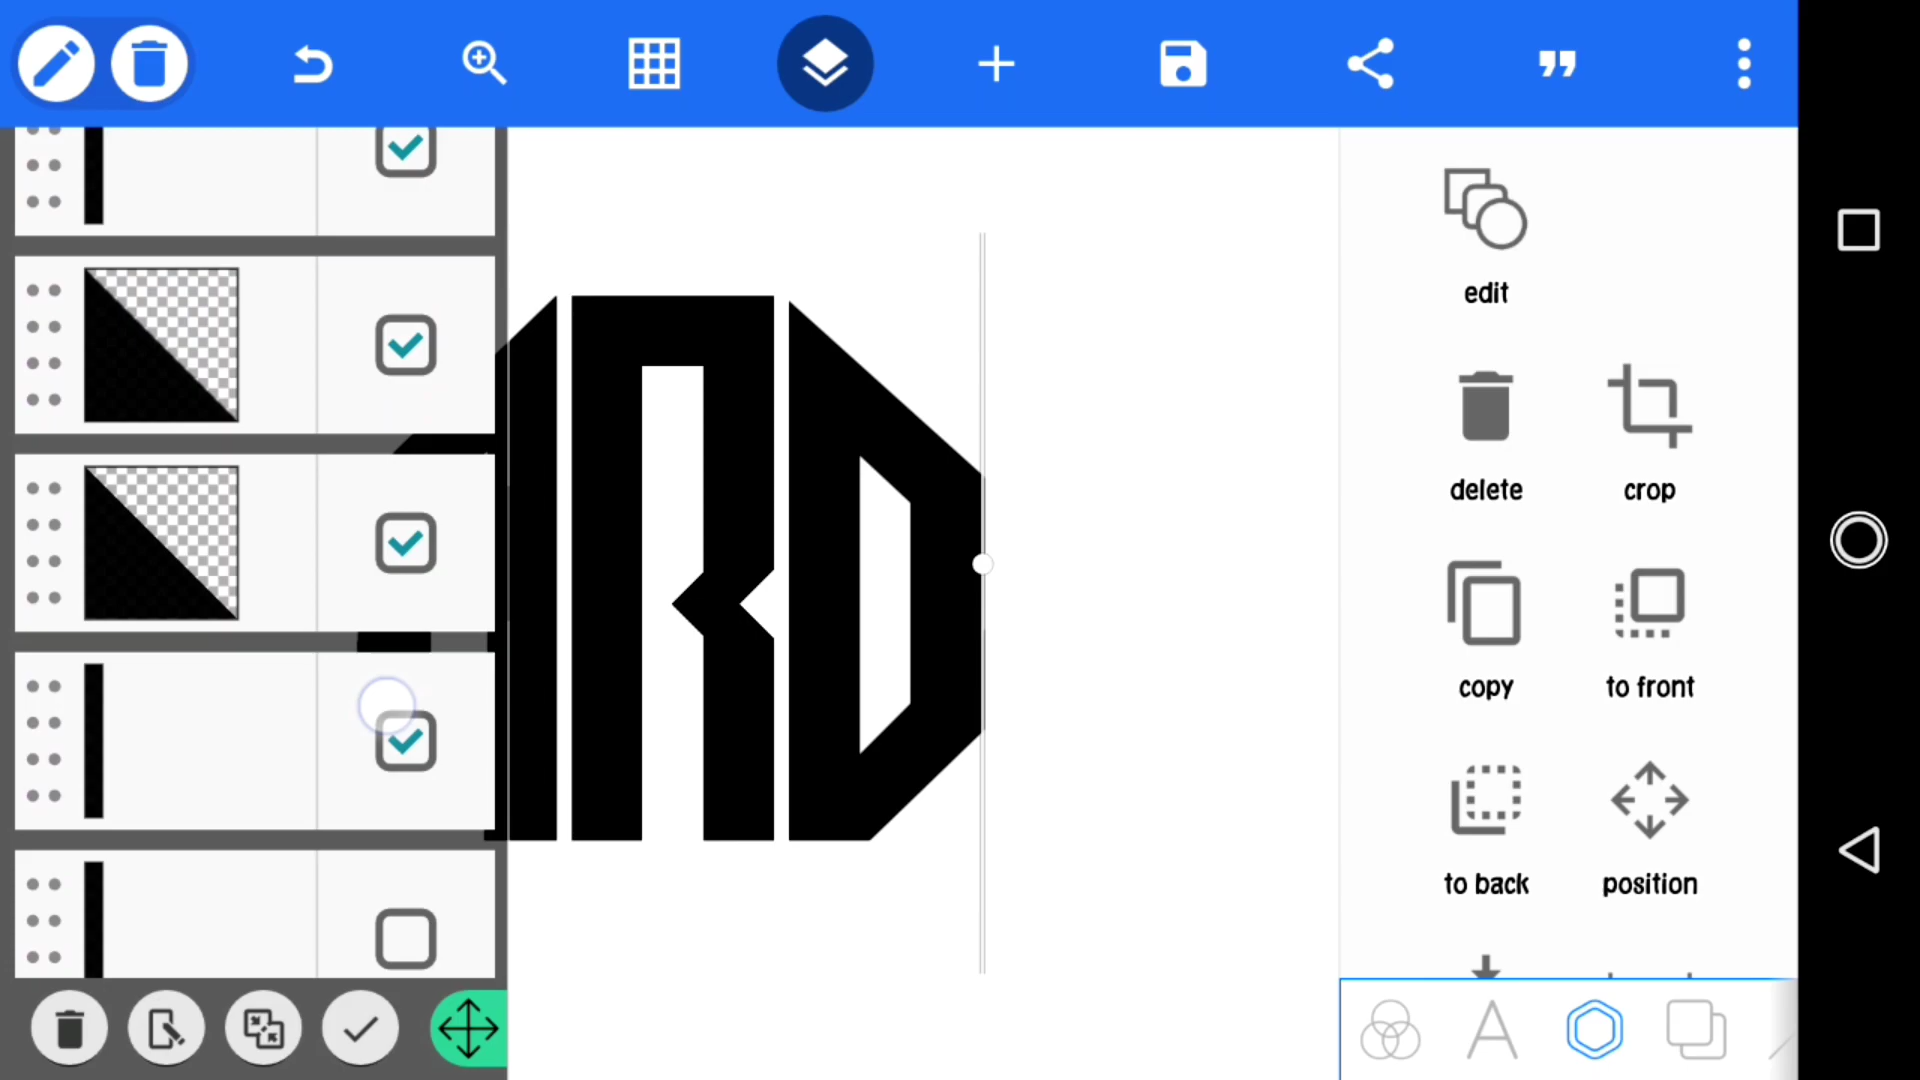 RD
edit
delete
crop
copy
to front
to back
position